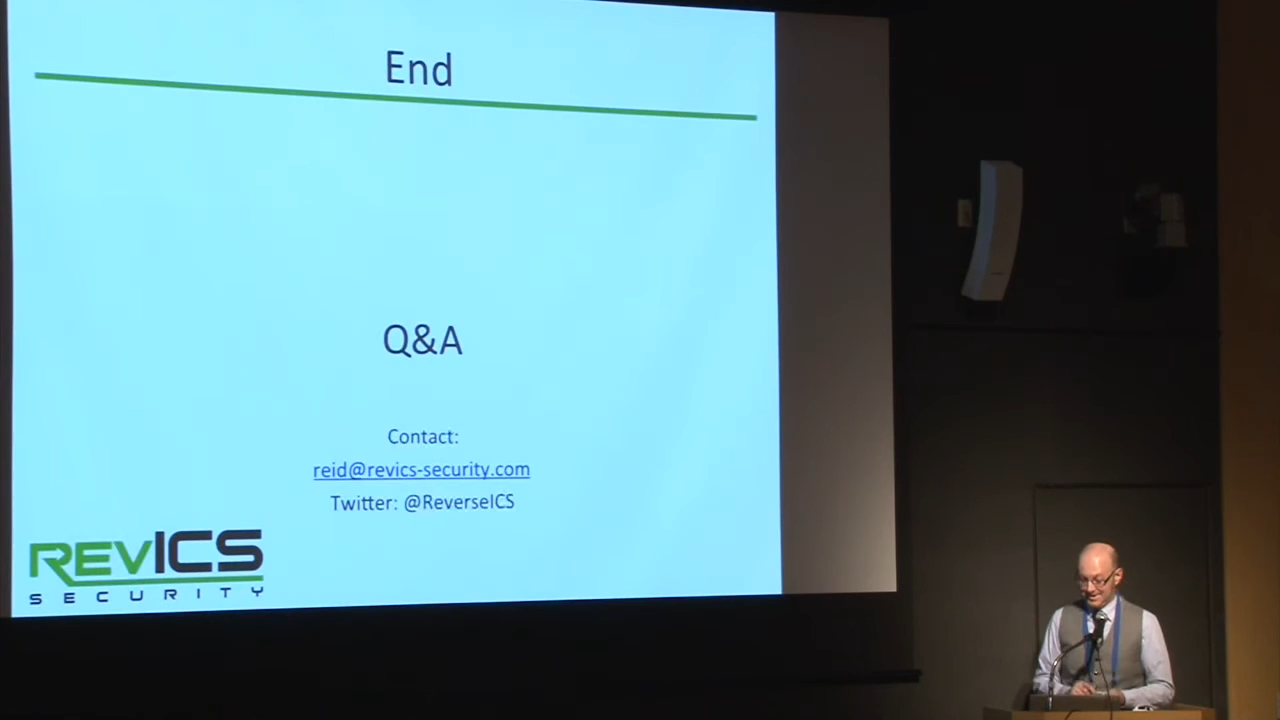 End
Q&A
Contact:
reid@revics-security.com
Twitter: @ReverseICS
REVICS
SECURITY